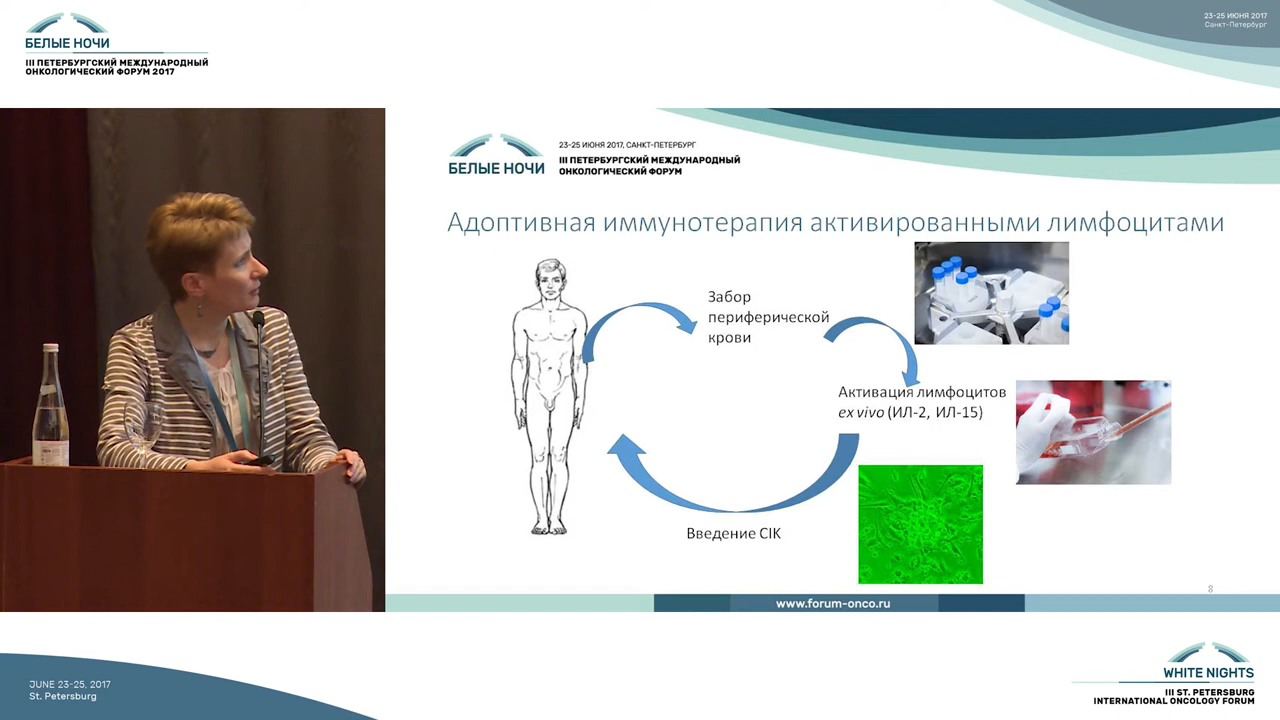 БЕЛЫЕ НОЧИ
III ПЕТЕРБУРГСКИЙ МЕЖДУНАРОДНЫЙ
ОНКОЛОГИЧЕСКИЙ ФОРУМ 2017
23-25 ИЮНЯ 2017
Санкт-Петербург
БЕЛЫЕ НОЧИ
23-25 ИЮНЯ 2017, САНКТ-ПЕТЕРБУРГ
III ПЕТЕРБУРГСКИЙ МЕЖДУНАРОДНЫЙ
ОНКОЛОГИЧЕСКИЙ ФОРУМ
Адоптивная иммунотерапия активированными лимфоцитами
Забор
периферической
крови
Активация лимфоцитов
ex vivo (ИЛ-2, ИЛ-15)
Введение CIK
8
www.forum-onco.ru
JUNE 23-25, 2017
St. Petersburg
WHITE NIGHTS
III ST. PETERSBURG
INTERNATIONAL ONCOLOGY FORUM